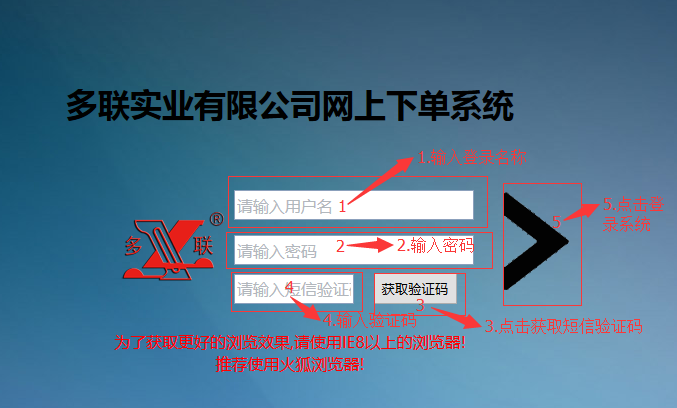 多联实业有限公司网上下单系统
1.输入登录名称
请输入用户名 1
®
多 联
请输入密码 2
2.输入密码
5
5.点击登
录系统
4
请输入短信验证码
获取验证码
3
4.输入验证码
3.点击获取短信验证码
为了获取更好的浏览效果,请使用IE8以上的浏览器!
推荐使用火狐浏览器!